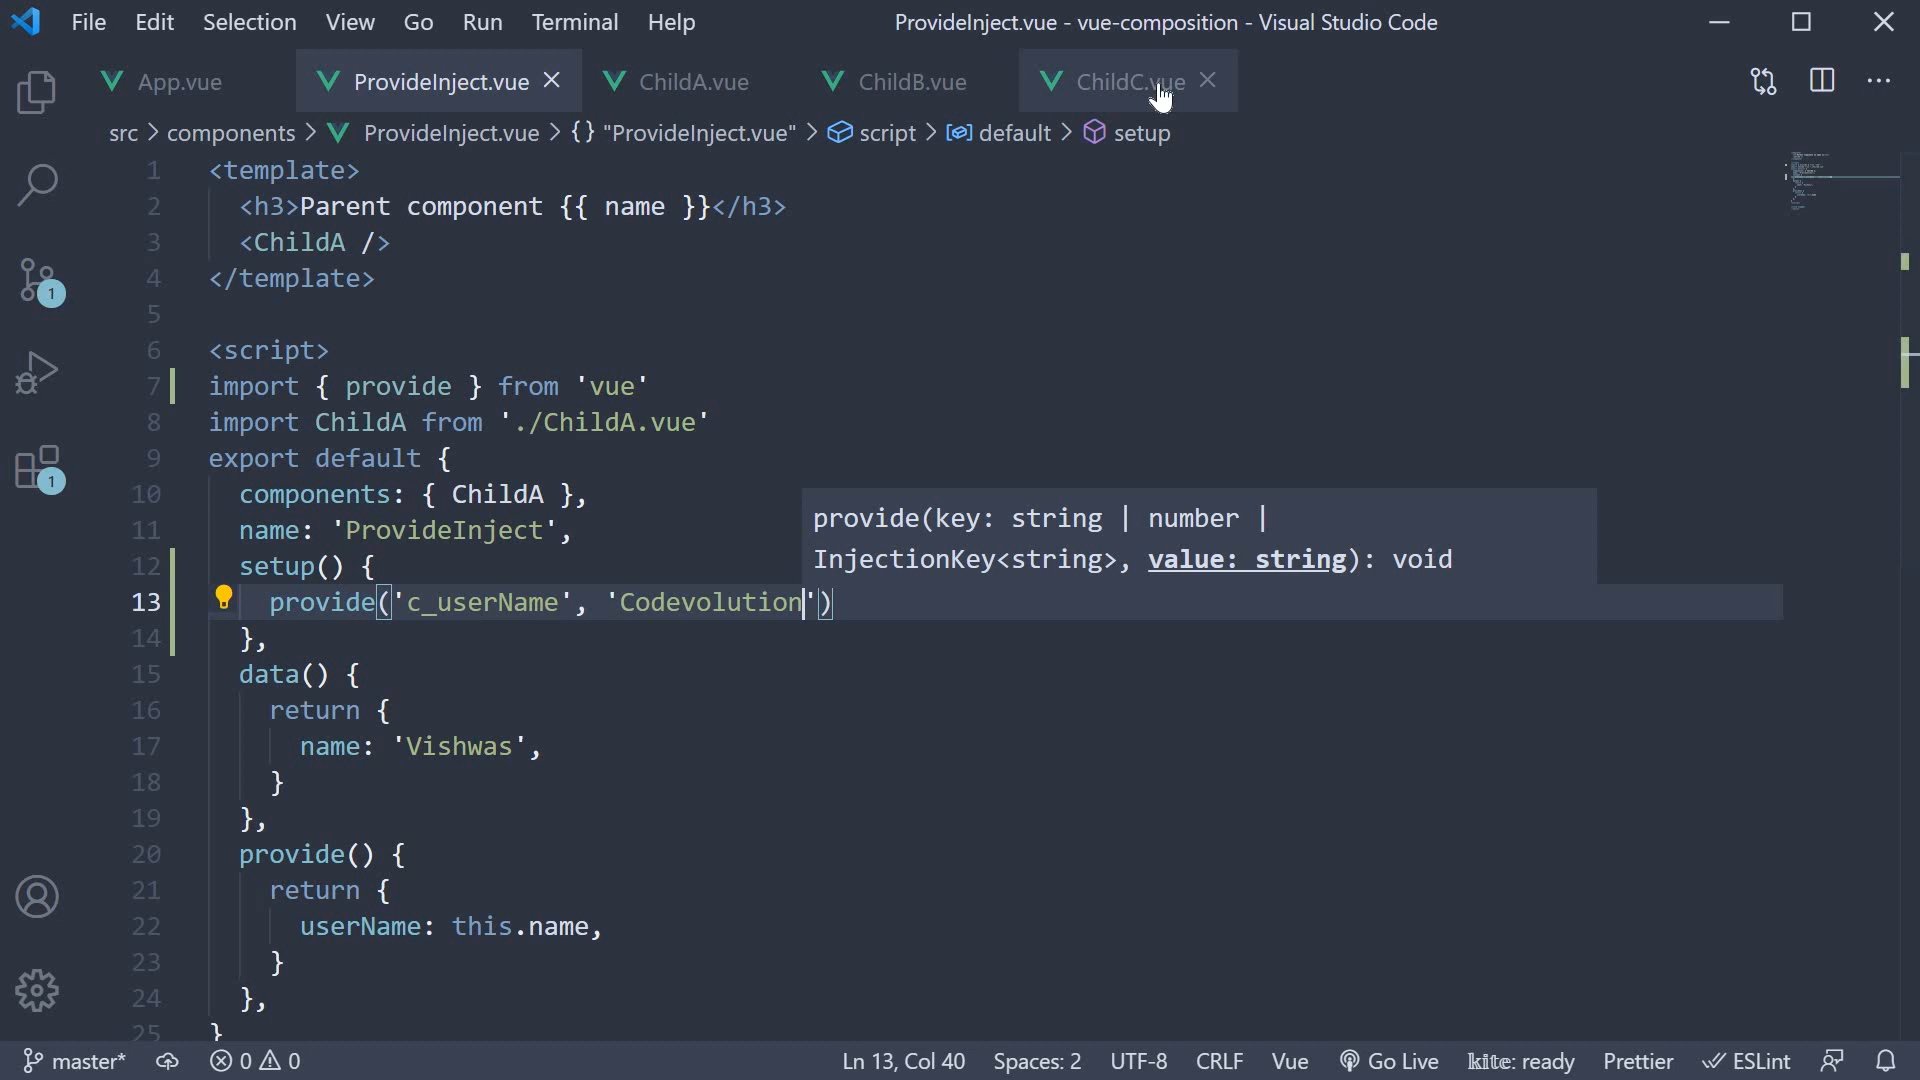 File Edit Selection View Go Run Terminal Help ProvideInject.vue - vue-composition - Visual Studio Code
App.vue ProvideInject.vue ChildA.vue ChildB.vue ChildC.vue
src > components > ProvideInject.vue > {} "ProvideInject.vue" > script > default > setup
1 <template>
2 <h3>Parent component {{ name }}</h3>
3 <ChildA />
4 </template>
5
6 <script>
7 import { provide } from 'vue'
8 import ChildA from './ChildA.vue'
9 export default {
10 components: { ChildA },
11 name: 'ProvideInject',
provide(key: string | number |
InjectionKey<string>, value: string): void
12 setup() {
13 provide('c_userName', 'Codevolution')
14 },
15 data() {
16 return {
17 name: 'Vishwas',
18 }
19 },
20 provide() {
21 return {
22 userName: this.name,
23 }
24 },
25 }
1
1
master* 0 0 Ln 13, Col 40 Spaces: 2 UTF-8 CRLF Vue Go Live kite: ready Prettier ESLint